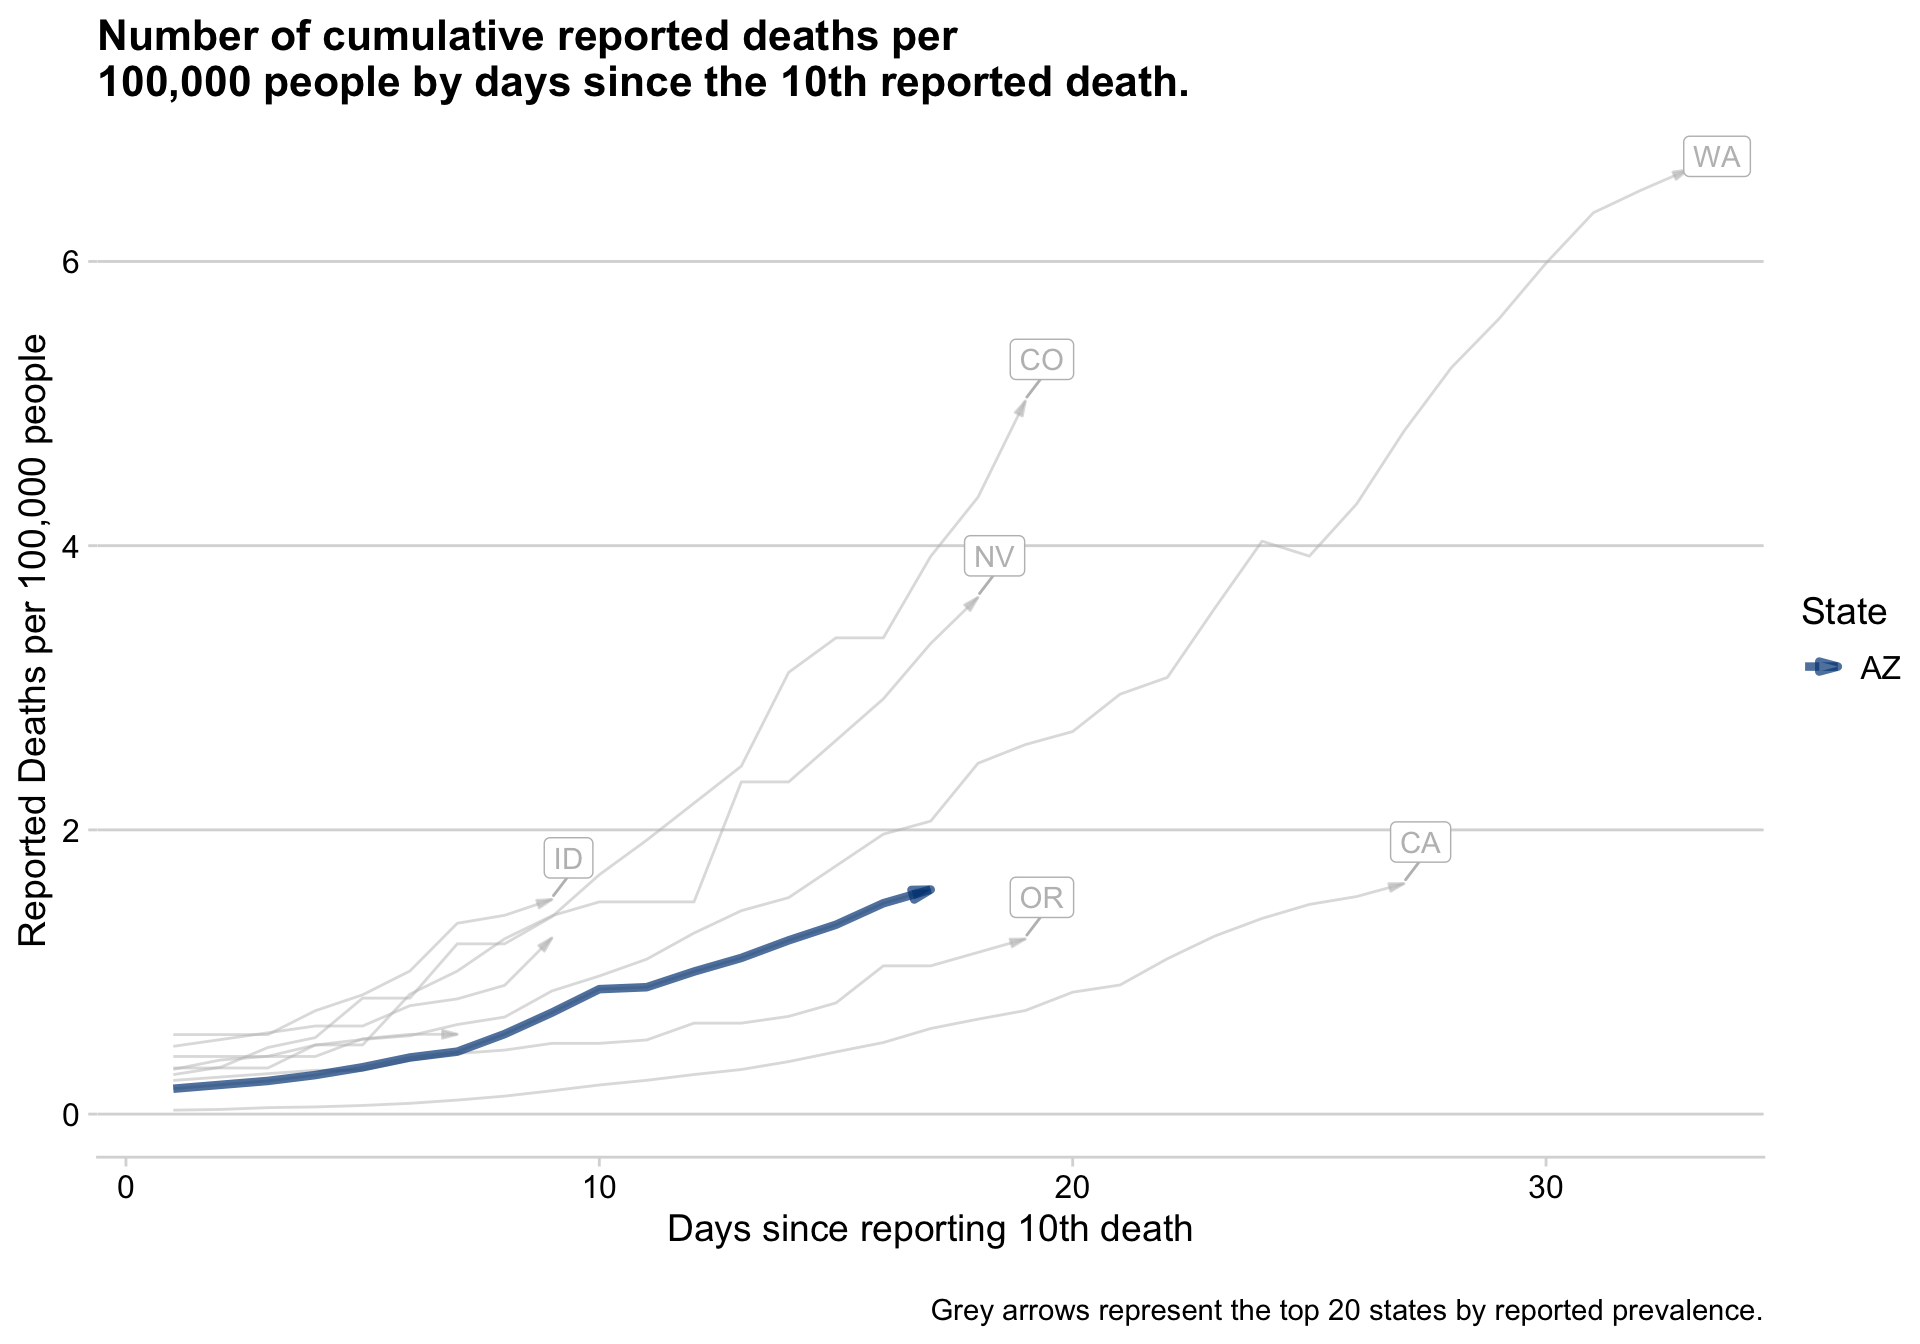 Number of cumulative reported deaths per
100,000 people by days since the 10th reported death.
WA
6
CO
4
NV
State
AZ
2
CA
ID
OR
0
Reported Deaths per 100,000 people
0 10 20 30
Days since reporting 10th death
Grey arrows represent the top 20 states by reported prevalence.